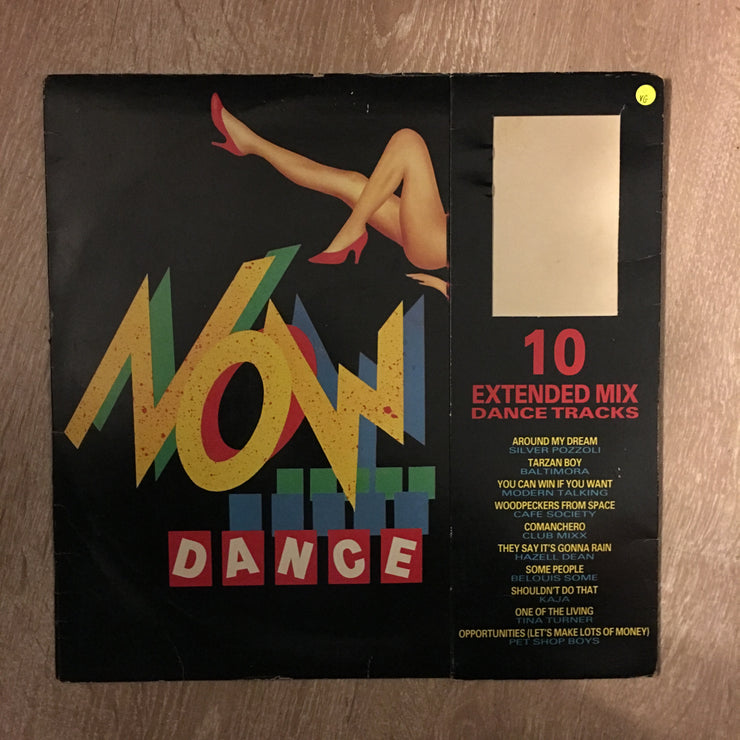 VG
NOW
DANCE
10
EXTENDED MIX
DANCE TRACKS
AROUND MY DREAM
SILVER POZZOLI
TARZAN BOY
BALTIMORA
YOU CAN WIN IF YOU WANT
MODERN TALKING
WOODPECKERS FROM SPACE
CAFE SOCIETY
COMANCHERO
CLUB MIXX
THEY SAY IT'S GONNA RAIN
HAZELL DEAN
SOME PEOPLE
BELOUIS SOME
SHOULDN'T DO THAT
KAJA
ONE OF THE LIVING
TINA TURNER
OPPORTUNITIES (LET'S MAKE LOTS OF MONEY)
PET SHOP BOYS